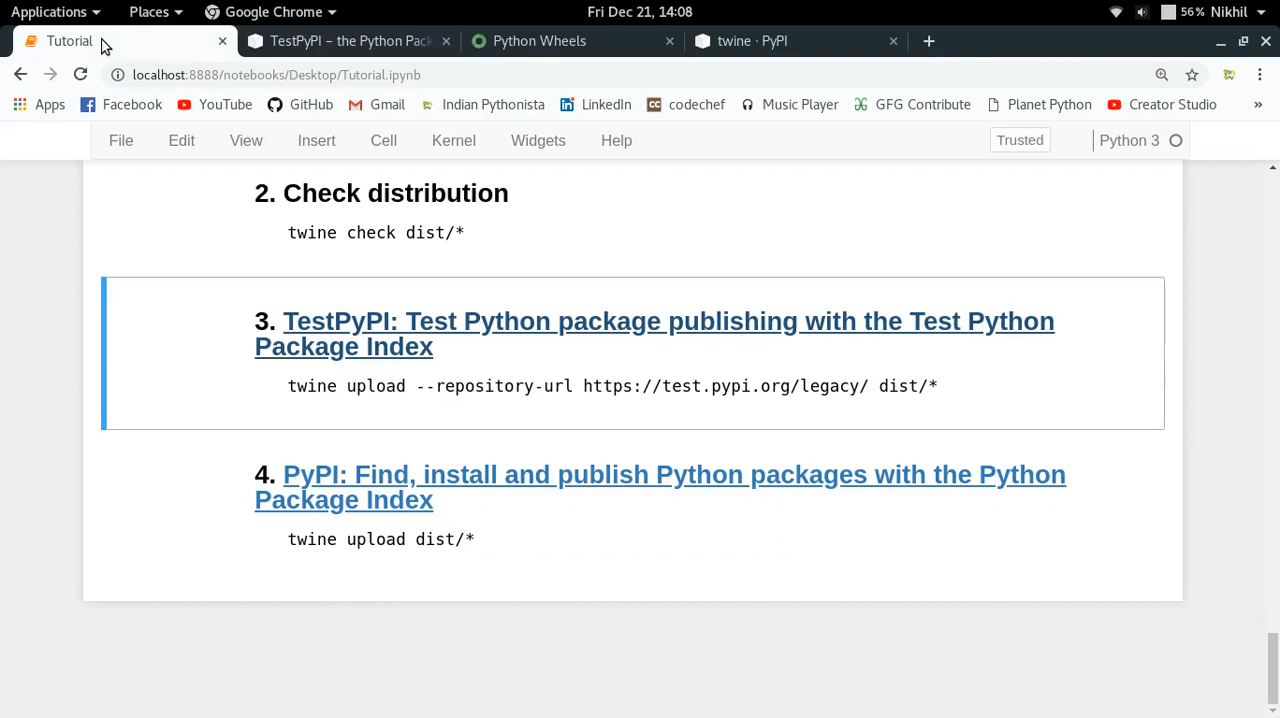 Applications Places Google Chrome Fri Dec 21, 14:08 56% Nikhil
Tutorial TestPyPI – the Python Pack Python Wheels twine · PyPI
localhost:8888/notebooks/Desktop/Tutorial.ipynb
Apps Facebook YouTube GitHub Gmail Indian Pythonista LinkedIn codechef Music Player GFG Contribute Planet Python Creator Studio »
File Edit View Insert Cell Kernel Widgets Help Trusted Python 3
2. Check distribution
twine check dist/*
3. TestPyPI: Test Python package publishing with the Test Python
Package Index
twine upload --repository-url https://test.pypi.org/legacy/ dist/*
4. PyPI: Find, install and publish Python packages with the Python
Package Index
twine upload dist/*